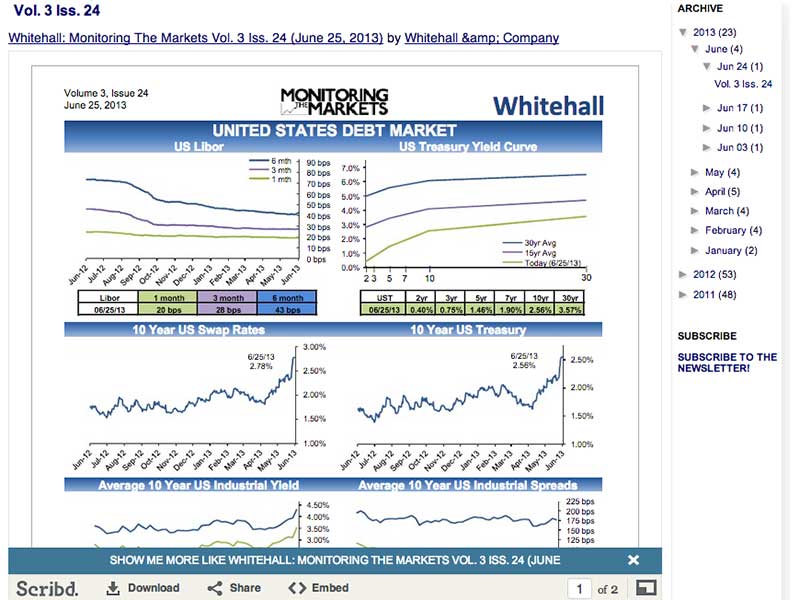 Vol. 3 Iss. 24
Whitehall: Monitoring The Markets Vol. 3 Iss. 24 (June 25, 2013) by Whitehall &amp; Company
Volume 3, Issue 24
June 25, 2013
MONITORING
THE MARKETS
Whitehall
UNITED STATES DEBT MARKET
US Libor
US Treasury Yield Curve
6 mth
3 mth
1 mth
90 bps
80 bps
70 bps
60 bps
50 bps
40 bps
30 bps
20 bps
10 bps
0 bps
Jun-12 Jul-12 Aug-12 Sep-12 Oct-12 Nov-12 Dec-12 Jan-13 Feb-13 Mar-13 Apr-13 May-13 Jun-13
7.0%
6.0%
5.0%
4.0%
3.0%
2.0%
1.0%
0.0%
30yr Avg
15yr Avg
Today (6/25/13)
2 3 5 7 10 30
Libor 1 month 3 month 6 month
06/25/13 20 bps 28 bps 43 bps
UST 2yr 3yr 5yr 7yr 10yr 30yr
06/25/13 0.40% 0.75% 1.46% 1.90% 2.56% 3.57%
10 Year US Swap Rates
10 Year US Treasury
6/25/13
2.78%
3.00%
2.50%
2.00%
1.50%
1.00%
Jun-12 Jul-12 Aug-12 Sep-12 Oct-12 Nov-12 Dec-12 Jan-13 Feb-13 Mar-13 Apr-13 May-13 Jun-13
6/25/13
2.56%
2.50%
2.00%
1.50%
1.00%
Jun-12 Jul-12 Aug-12 Sep-12 Oct-12 Nov-12 Dec-12 Jan-13 Feb-13 Mar-13 Apr-13 May-13 Jun-13
Average 10 Year US Industrial Yield
Average 10 Year US Industrial Spreads
4.50%
4.00%
3.50%
3.00%
225 bps
200 bps
175 bps
150 bps
125 bps
SHOW ME MORE LIKE WHITEHALL: MONITORING THE MARKETS VOL. 3 ISS. 24 (JUNE
Scribd.
Download
Share
Embed
1 of 2
ARCHIVE
2013 (23)
June (4)
Jun 24 (1)
Vol. 3 Iss. 24
Jun 17 (1)
Jun 10 (1)
Jun 03 (1)
May (4)
April (5)
March (4)
February (4)
January (2)
2012 (53)
2011 (48)
SUBSCRIBE
SUBSCRIBE TO THE
NEWSLETTER!